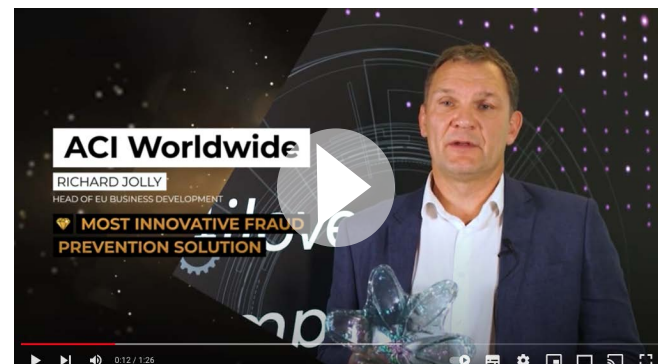 ACI Worldwide
RICHARD JOLLY
HEAD OF EU BUSINESS DEVELOPMENT
MOST INNOVATIVE FRAUD
PREVENTION SOLUTION
0:12 / 1:26